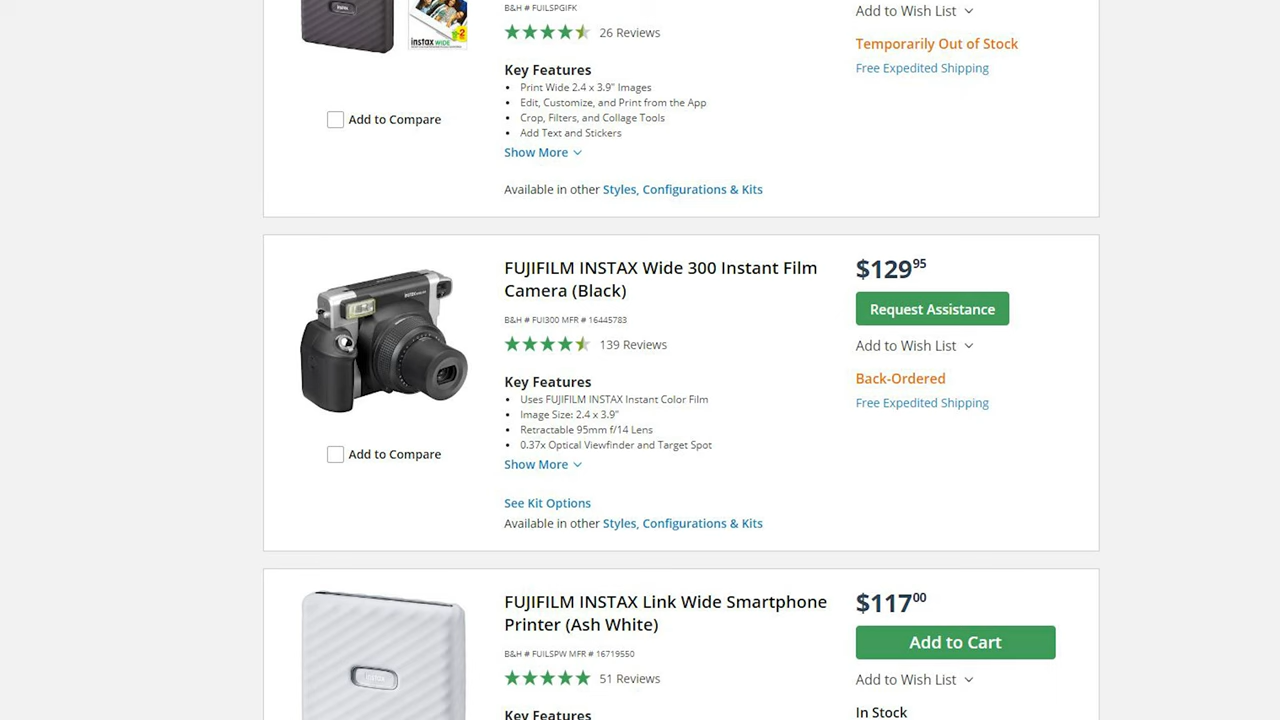 instax WIDE
B&H # FUILSPGIFK
26 Reviews
Key Features
Print Wide 2.4 x 3.9" Images
Edit, Customize, and Print from the App
Crop, Filters, and Collage Tools
Add Text and Stickers
Show More
Available in other Styles, Configurations & Kits
Add to Compare
Add to Wish List
Temporarily Out of Stock
Free Expedited Shipping
FUJIFILM INSTAX Wide 300 Instant Film
Camera (Black)
B&H # FUI300 MFR # 16445783
139 Reviews
Key Features
Uses FUJIFILM INSTAX Instant Color Film
Image Size: 2.4 x 3.9"
Retractable 95mm f/14 Lens
0.37x Optical Viewfinder and Target Spot
Show More
See Kit Options
Available in other Styles, Configurations & Kits
Add to Compare
$129.95
Request Assistance
Add to Wish List
Back-Ordered
Free Expedited Shipping
FUJIFILM INSTAX Link Wide Smartphone
Printer (Ash White)
B&H # FUILSPW MFR # 16719550
51 Reviews
Key Features
instax
$117.00
Add to Cart
Add to Wish List
In Stock